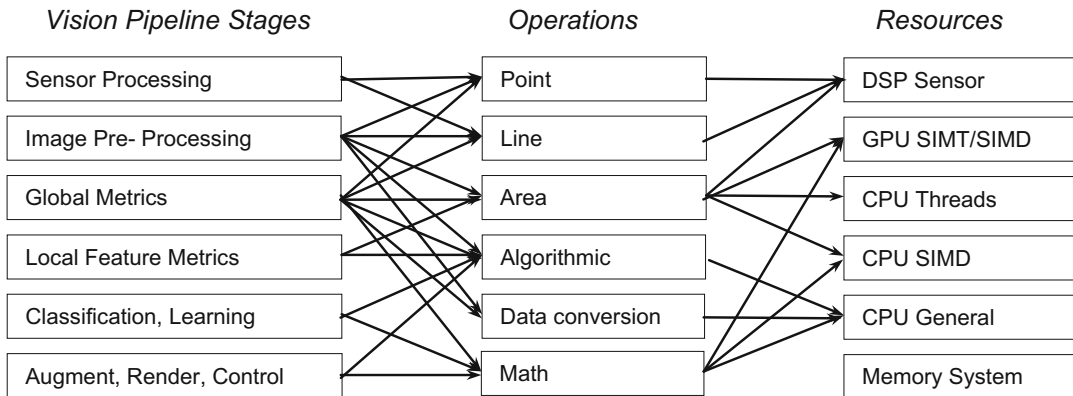 Vision Pipeline Stages Operations Resources
Sensor Processing Point DSP Sensor
Image Pre- Processing Line GPU SIMT/SIMD
Global Metrics Area CPU Threads
Local Feature Metrics Algorithmic CPU SIMD
Classification, Learning Data conversion CPU General
Augment, Render, Control Math Memory System